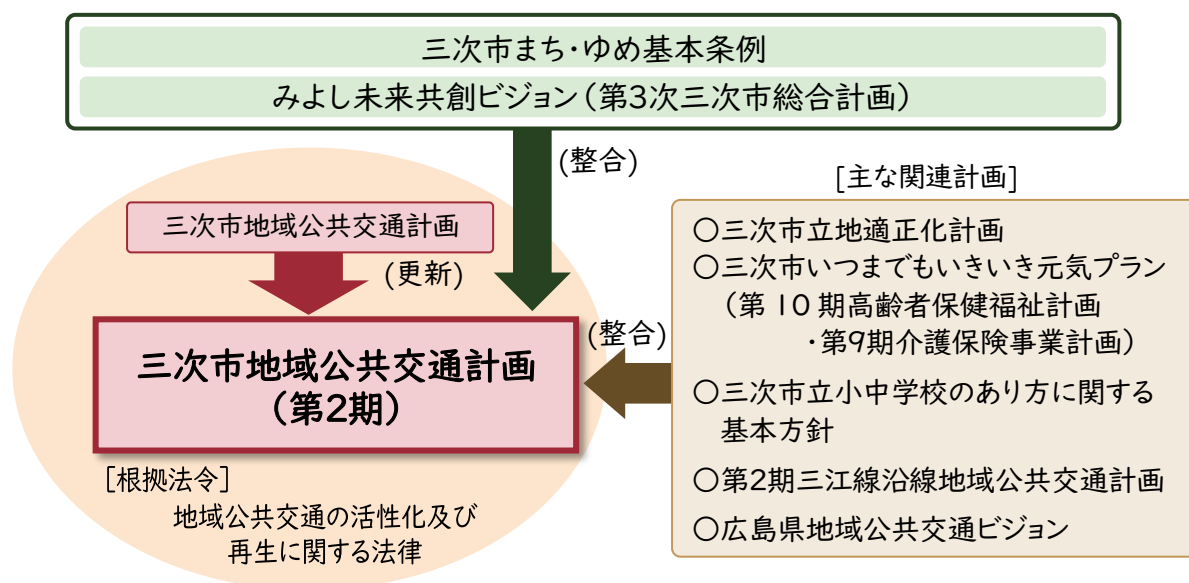 三次市まち・ゆめ基本条例
みよし未来共創ビジョン(第3次三次市総合計画)
(整合)
三次市地域公共交通計画
(更新)
三次市地域公共交通計画
(第2期)
[根拠法令]
地域公共交通の活性化及び
再生に関する法律
(整合)
[主な関連計画]
○三次市立地適正化計画
○三次市いつまでもいきいき元気プラン
(第10期高齢者保健福祉計画
・第9期介護保険事業計画)
○三次市立小中学校のあり方に関する
基本方針
○第2期三江線沿線地域公共交通計画
○広島県地域公共交通ビジョン